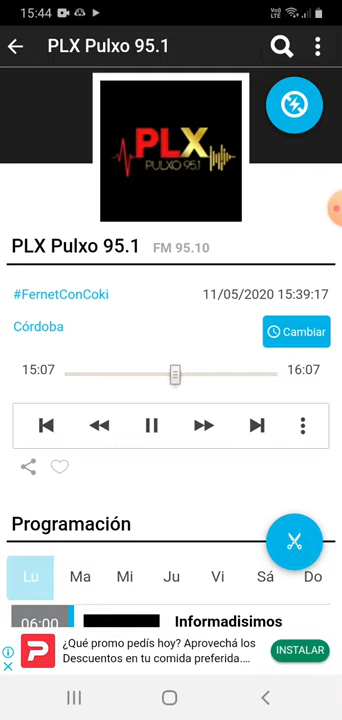 15:44
Vo))
LTE
PLX Pulxo 95.1
PLX
PULXO 95.1
PLX Pulxo 95.1 FM 95.10
#FernetConCoki 11/05/2020 15:39:17
Córdoba Cambiar
15:07 16:07
Programación
Lu Ma Mi Ju Vi Sá Do
06:00 Informadisimos
¿Qué promo pedís hoy? Aprovechá los
Descuentos en tu comida preferida....
INSTALAR